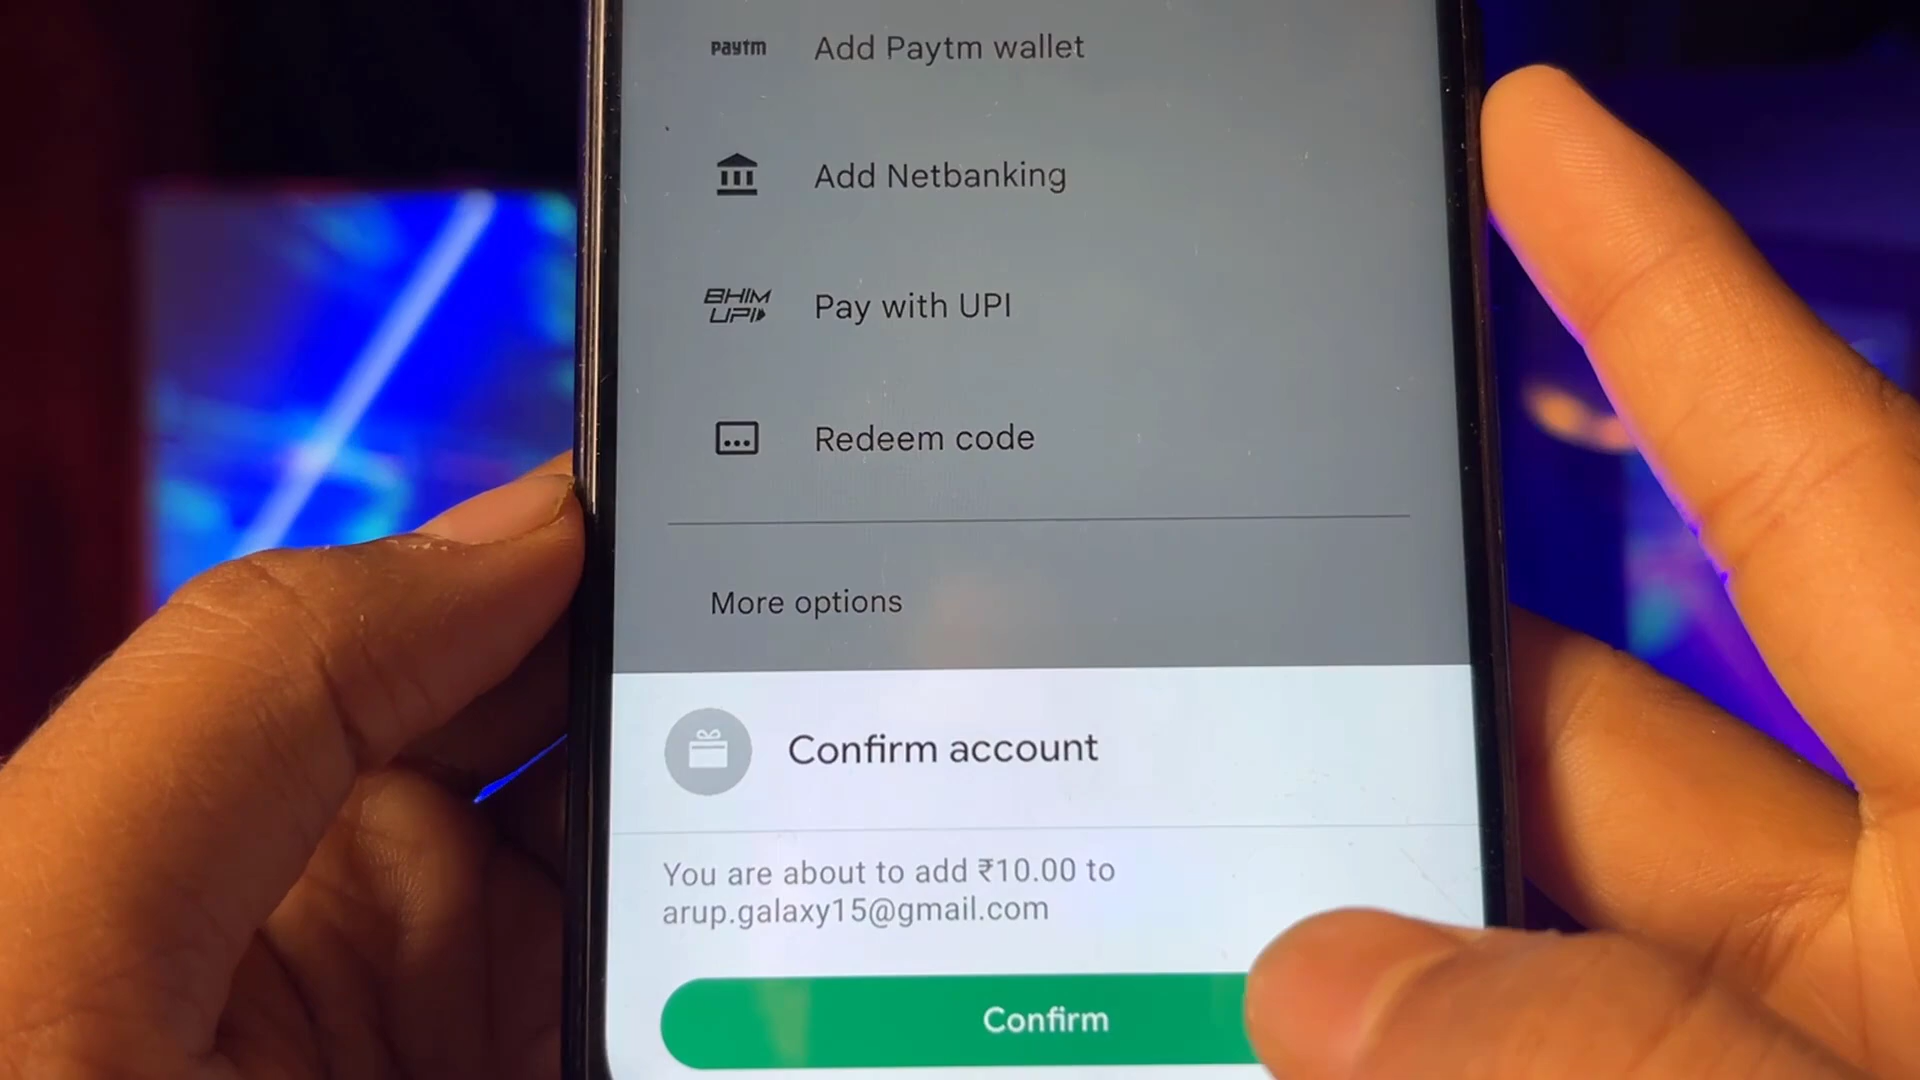 paytm Add Paytm wallet
Add Netbanking
BHIM UPI Pay with UPI
Redeem code
More options
Confirm account
You are about to add ₹10.00 to
arup.galaxy15@gmail.com
Confirm